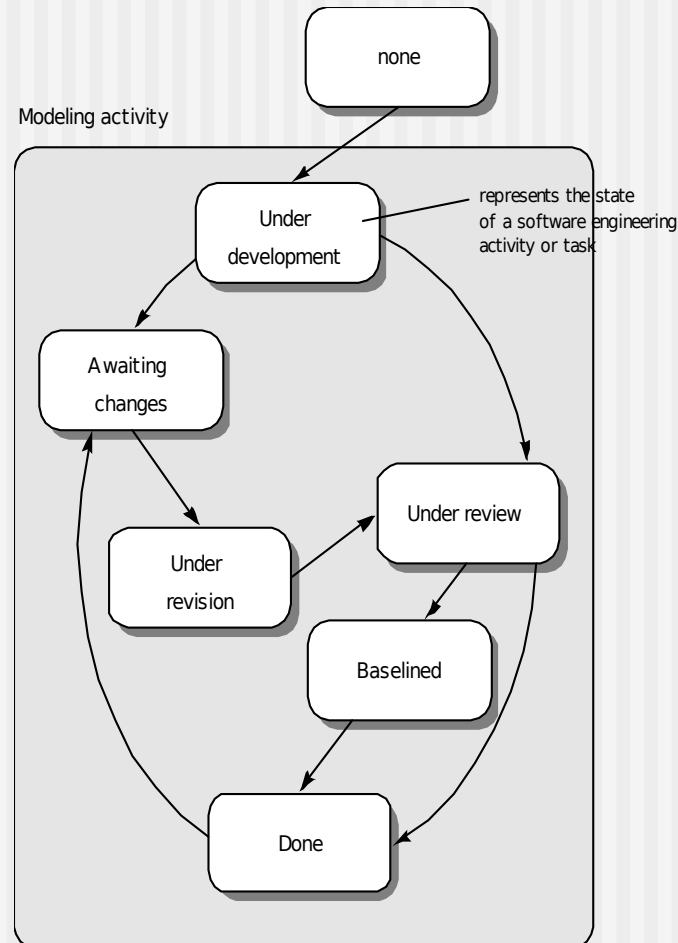 none
Modeling activity
represents the state
of a software engineering
activity or task
Under
development
Awaiting
changes
Under review
Under
revision
Baselined
Done